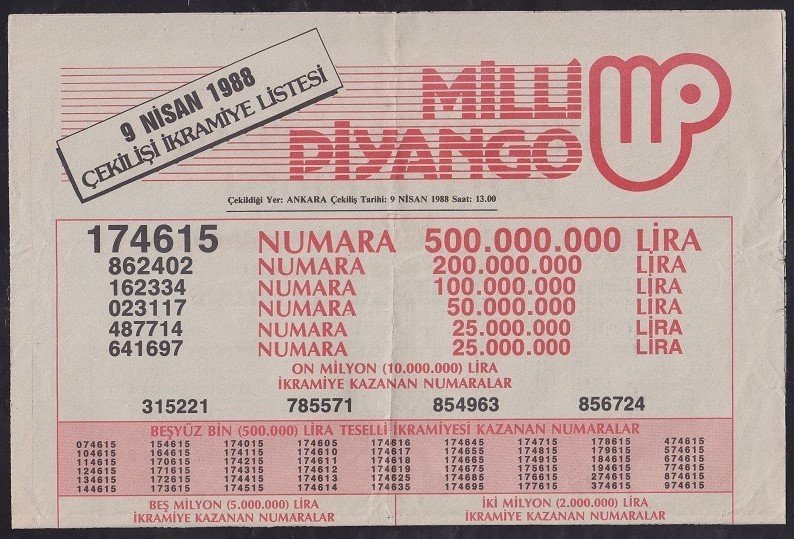 9 NİSAN 1988
ÇEKİLİŞİ İKRAMİYE LİSTESİ
MİLLİ
PİYANGO
Çekildiği Yer: ANKARA Çekiliş Tarihi: 9 NİSAN 1988 Saat: 13.00
174615 NUMARA 500.000.000 LİRA
862402 NUMARA 200.000.000 LİRA
162334 NUMARA 100.000.000 LİRA
023117 NUMARA 50.000.000 LİRA
487714 NUMARA 25.000.000 LİRA
641697 NUMARA 25.000.000 LİRA
ON MİLYON (10.000.000) LİRA
İKRAMİYE KAZANAN NUMARALAR
315221 785571 854963 856724
BEŞYÜZ BİN (500.000) LİRA TESELLİ İKRAMİYESİ KAZANAN NUMARALAR
074615 154615 174015 174605 174616 174645 174715 178615 474615
104615 164615 174115 174610 174617 174655 174815 179615 574615
114615 170615 174215 174611 174618 174665 174915 184615 674615
124615 171615 174315 174612 174619 174675 175615 194615 774615
134615 172615 174415 174613 174625 174685 176615 274615 874615
144615 173615 174515 174614 174635 174695 177615 374615 974615
BEŞ MİLYON (5.000.000) LİRA
İKRAMİYE KAZANAN NUMARALAR
İKİ MİLYON (2.000.000) LİRA
İKRAMİYE KAZANAN NUMARALAR